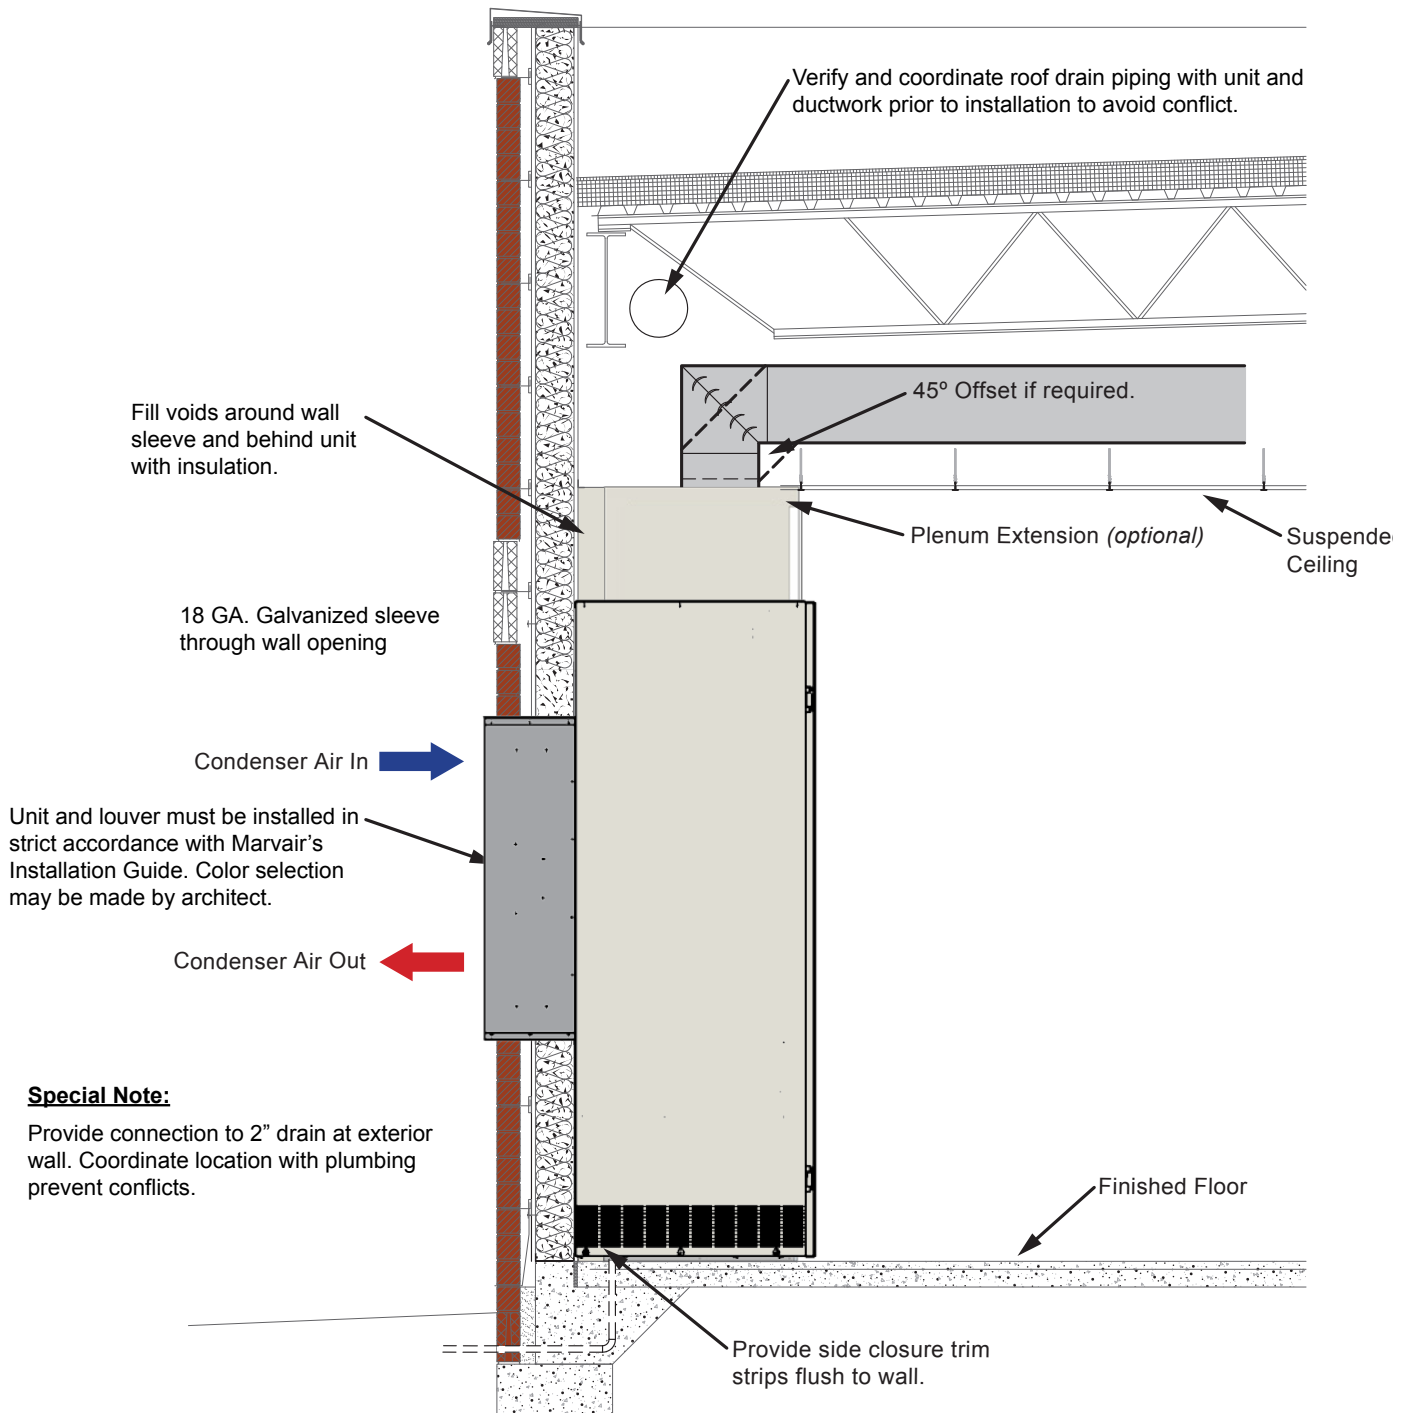 Verify and coordinate roof drain piping with unit and
ductwork prior to installation to avoid conflict.
45º Offset if required.
Fill voids around wall
sleeve and behind unit
with insulation.
Plenum Extension (optional)
Suspende
Ceiling
18 GA. Galvanized sleeve
through wall opening
Condenser Air In
Unit and louver must be installed in
strict accordance with Marvair’s
Installation Guide. Color selection
may be made by architect.
Condenser Air Out
Special Note:
Provide connection to 2” drain at exterior
wall. Coordinate location with plumbing
prevent conflicts.
Finished Floor
Provide side closure trim
strips flush to wall.